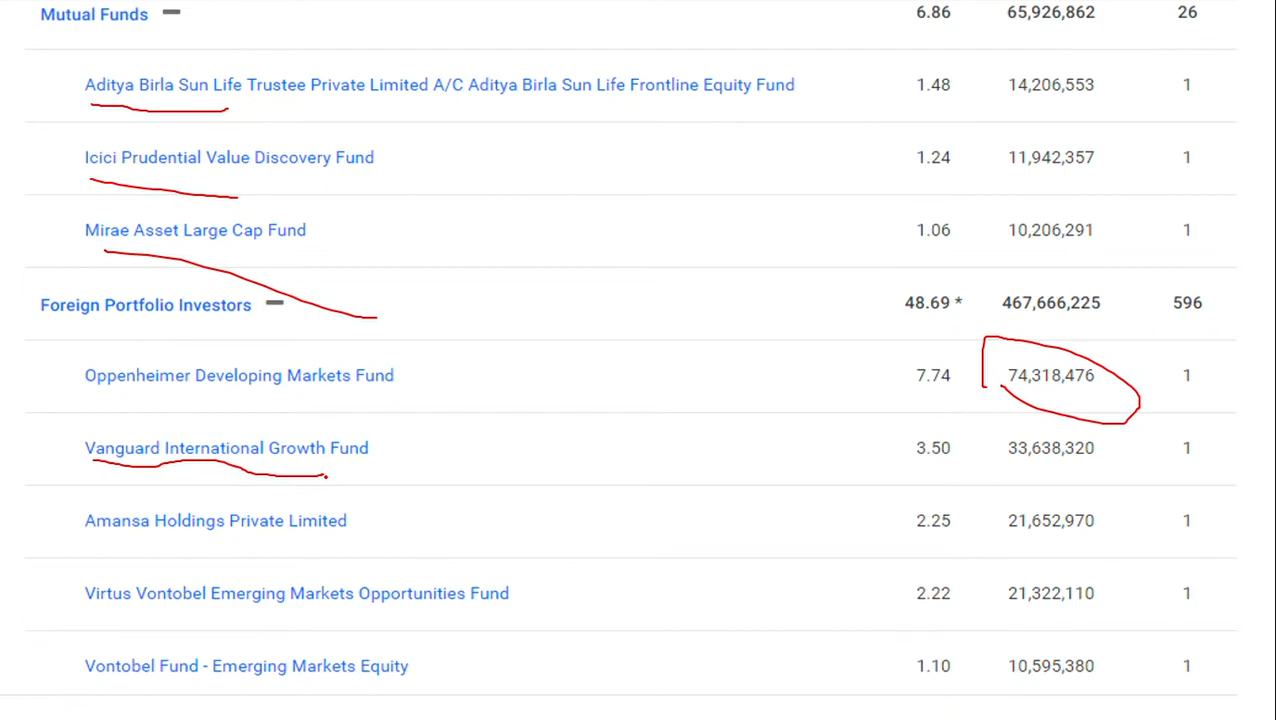 Mutual Funds 6.86 65,926,862 26
Aditya Birla Sun Life Trustee Private Limited A/C Aditya Birla Sun Life Frontline Equity Fund 1.48 14,206,553 1
Icici Prudential Value Discovery Fund 1.24 11,942,357 1
Mirae Asset Large Cap Fund 1.06 10,206,291 1
Foreign Portfolio Investors 48.69 * 467,666,225 596
Oppenheimer Developing Markets Fund 7.74 74,318,476 1
Vanguard International Growth Fund 3.50 33,638,320 1
Amansa Holdings Private Limited 2.25 21,652,970 1
Virtus Vontobel Emerging Markets Opportunities Fund 2.22 21,322,110 1
Vontobel Fund - Emerging Markets Equity 1.10 10,595,380 1